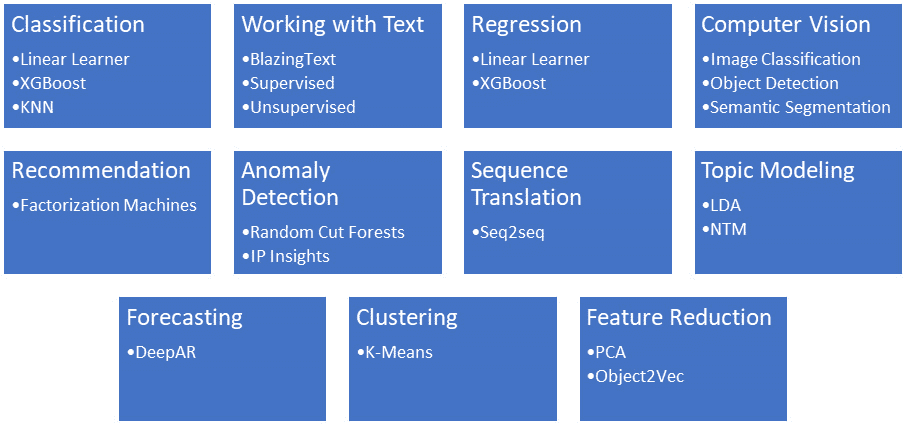 Classification
•Linear Learner
•XGBoost
•KNN
Working with Text
•BlazingText
•Supervised
•Unsupervised
Regression
•Linear Learner
•XGBoost
Computer Vision
•Image Classification
•Object Detection
•Semantic Segmentation
Recommendation
•Factorization Machines
Anomaly
Detection
•Random Cut Forests
•IP Insights
Sequence
Translation
•Seq2seq
Topic Modeling
•LDA
•NTM
Forecasting
•DeepAR
Clustering
•K-Means
Feature Reduction
•PCA
•Object2Vec